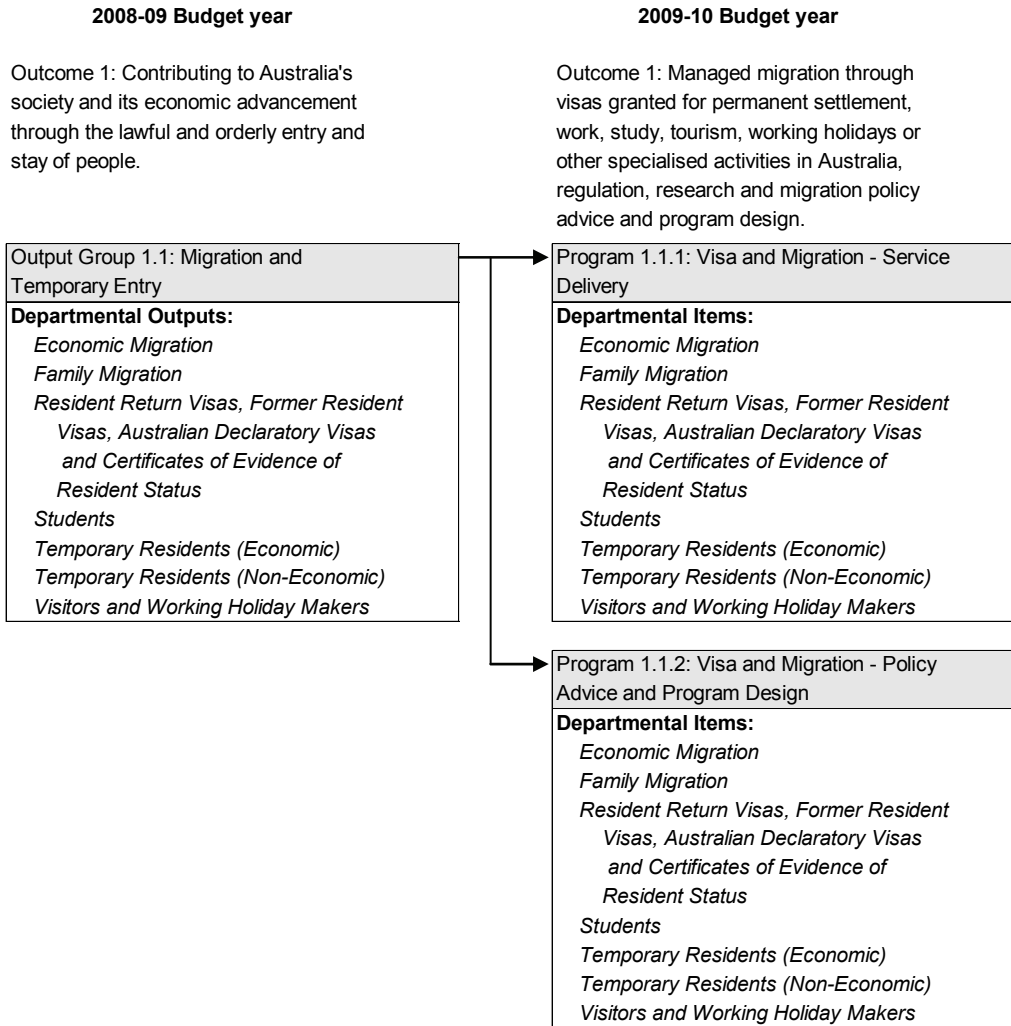 2008-09 Budget year
Outcome 1: Contributing to Australia's
society and its economic advancement
through the lawful and orderly entry and
stay of people.
Output Group 1.1: Migration and
Temporary Entry
Departmental Outputs:
Economic Migration
Family Migration
Resident Return Visas, Former Resident
Visas, Australian Declaratory Visas
and Certificates of Evidence of
Resident Status
Students
Temporary Residents (Economic)
Temporary Residents (Non-Economic)
Visitors and Working Holiday Makers
2009-10 Budget year
Outcome 1: Managed migration through
visas granted for permanent settlement,
work, study, tourism, working holidays or
other specialised activities in Australia,
regulation, research and migration policy
advice and program design.
Program 1.1.1: Visa and Migration - Service
Delivery
Departmental Items:
Economic Migration
Family Migration
Resident Return Visas, Former Resident
Visas, Australian Declaratory Visas
and Certificates of Evidence of
Resident Status
Students
Temporary Residents (Economic)
Temporary Residents (Non-Economic)
Visitors and Working Holiday Makers
Program 1.1.2: Visa and Migration - Policy
Advice and Program Design
Departmental Items:
Economic Migration
Family Migration
Resident Return Visas, Former Resident
Visas, Australian Declaratory Visas
and Certificates of Evidence of
Resident Status
Students
Temporary Residents (Economic)
Temporary Residents (Non-Economic)
Visitors and Working Holiday Makers